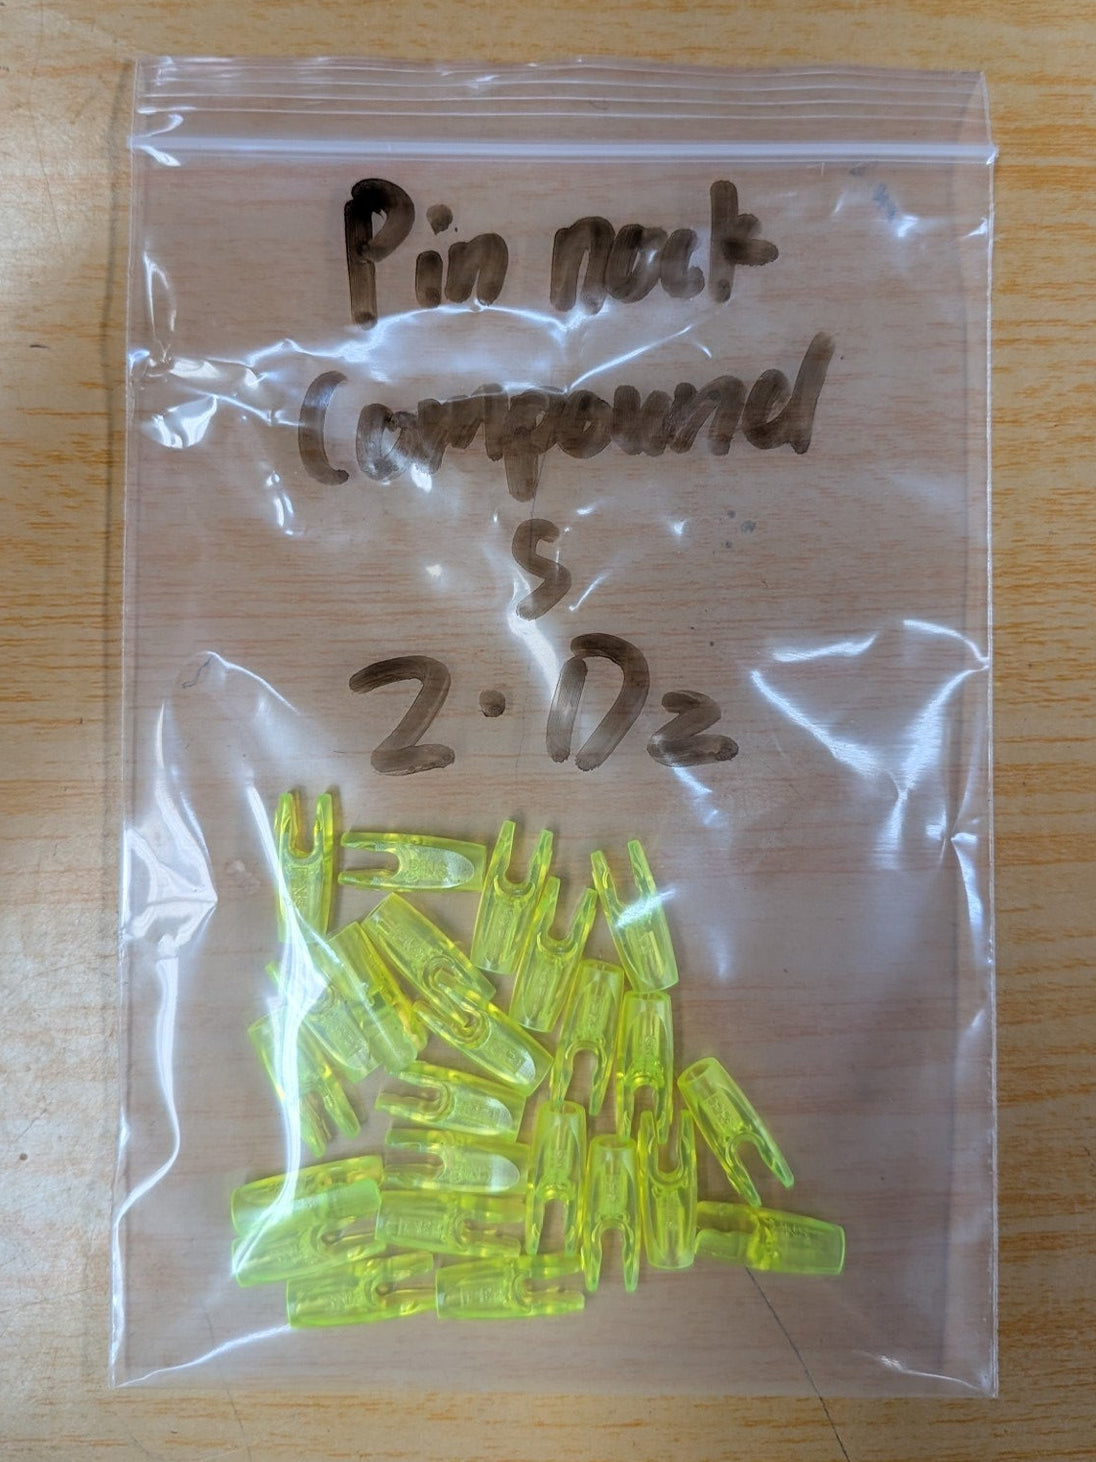 Pin nock
Compound
S
2. Dz